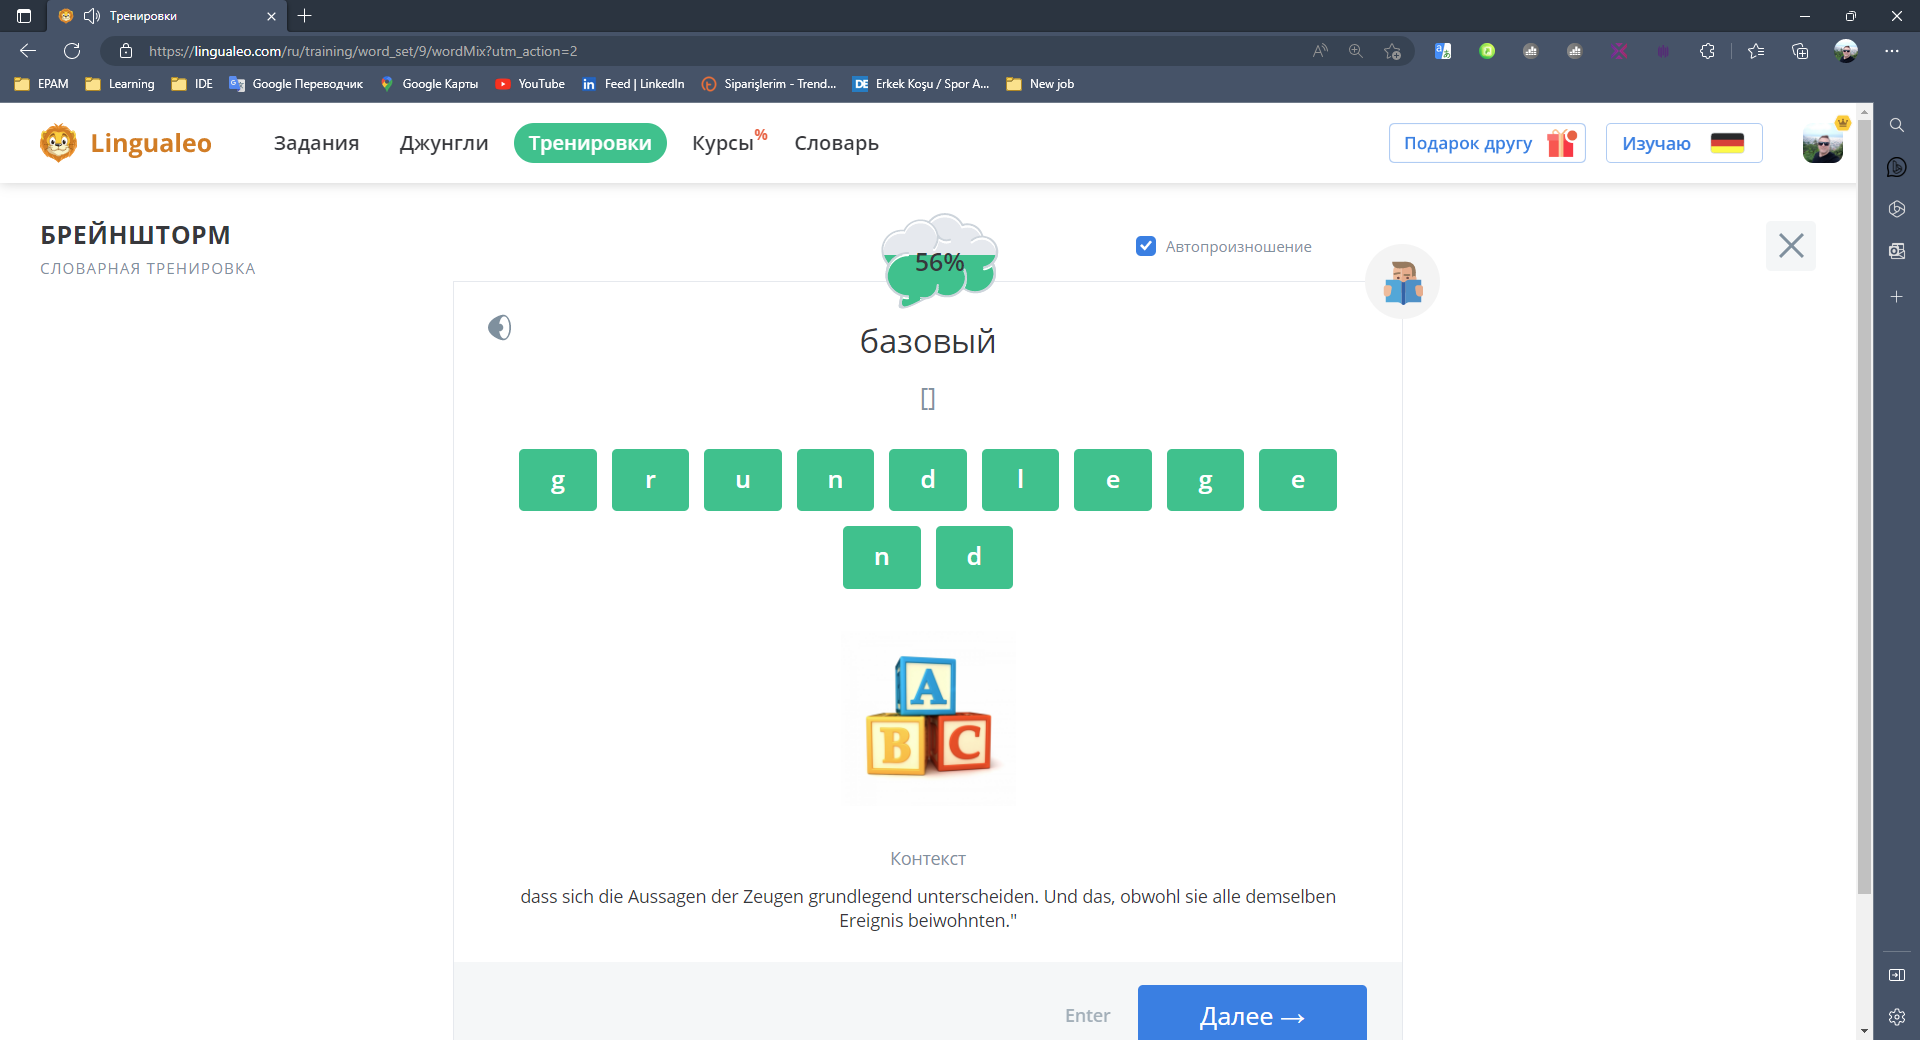 Тренировки
https://lingualeo.com/ru/training/word_set/9/wordMix?utm_action=2
EPAM Learning IDE Google Переводчик Google Карты YouTube Feed | LinkedIn Siparişlerim - Trend... Erkek Koşu / Spor A... New job
Lingualeo Задания Джунгли Тренировки Курсы% Словарь Подарок другу Изучаю
БРЕЙНШТОРМ
СЛОВАРНАЯ ТРЕНИРОВКА
56%
Автопроизношение
базовый
[]
g r u n d l e g e
n d
A
B C
Контекст
dass sich die Aussagen der Zeugen grundlegend unterscheiden. Und das, obwohl sie alle demselben
Ereignis beiwohnten."
Enter Далее →